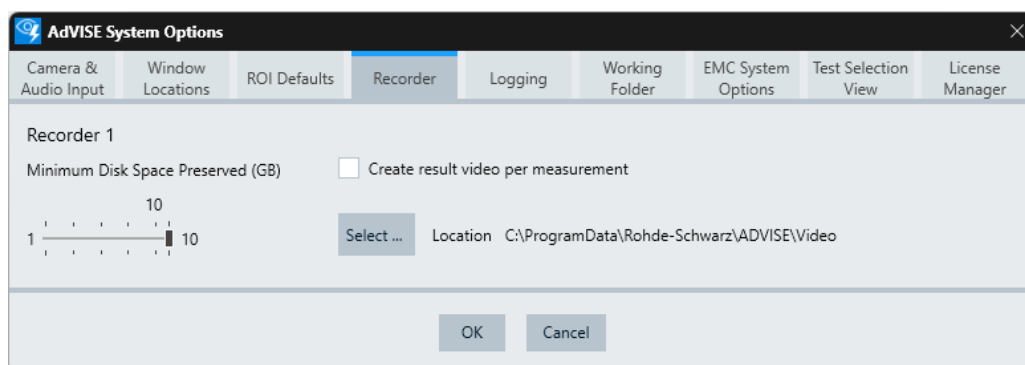 AdVISE System Options
Camera & Audio Input
Window Locations
ROI Defaults
Recorder
Logging
Working Folder
EMC System Options
Test Selection View
License Manager
Recorder 1
Minimum Disk Space Preserved (GB)
Create result video per measurement
10
1
10
Select ...
Location C:\ProgramData\Rohde-Schwarz\ADVISE\Video
OK
Cancel